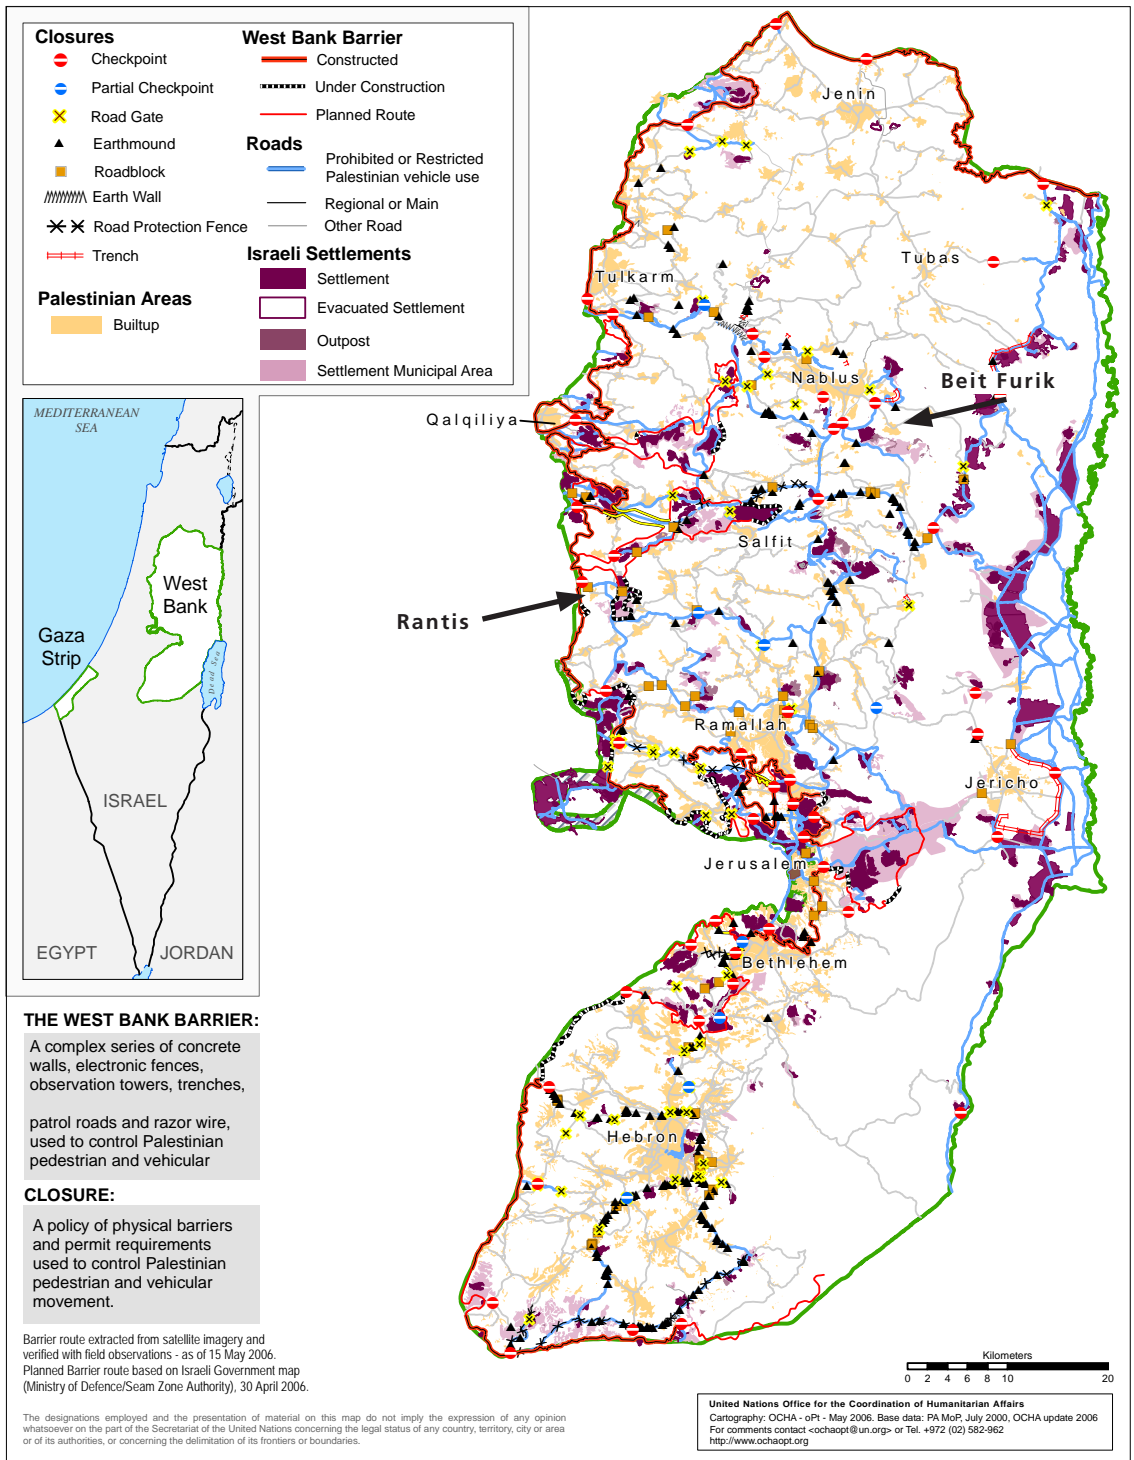 Closures
Checkpoint
Partial Checkpoint
Road Gate
Earthmound
Roadblock
Earth Wall
Road Protection Fence
Trench
Palestinian Areas
Builtup
West Bank Barrier
Constructed
Under Construction
Planned Route
Roads
Prohibited or Restricted
Palestinian vehicle use
Regional or Main
Other Road
Israeli Settlements
Settlement
Evacuated Settlement
Outpost
Settlement Municipal Area
MEDITERRANEAN
SEA
West
Bank
Gaza
Strip
Dead Sea
ISRAEL
EGYPT
JORDAN
Jenin
Tubas
Tulkarm
Nablus
Beit Furik
Qalqiliya
Salfit
Rantis
Ramallah
Jericho
Jerusalem
Bethlehem
Hebron
THE WEST BANK BARRIER:
A complex series of concrete
walls, electronic fences,
observation towers, trenches,
patrol roads and razor wire,
used to control Palestinian
pedestrian and vehicular
CLOSURE:
A policy of physical barriers
and permit requirements
used to control Palestinian
pedestrian and vehicular
movement.
Barrier route extracted from satellite imagery and
verified with field observations - as of 15 May 2006.
Planned Barrier route based on Israeli Government map
(Ministry of Defence/Seam Zone Authority), 30 April 2006.
The designations employed and the presentation of material on this map do not imply the expression of any opinion
whatsoever on the part of the Secretariat of the United Nations concerning the legal status of any country, territory, city or area
or of its authorities, or concerning the delimitation of its frontiers or boundaries.
Kilometers
0 2 4 6 8 10 20
United Nations Office for the Coordination of Humanitarian Affairs
Cartography: OCHA - oPt - May 2006. Base data: PA MoP, July 2000, OCHA update 2006
For comments contact <ochaopt@un.org> or Tel. +972 (02) 582-962
http://www.ochaopt.org